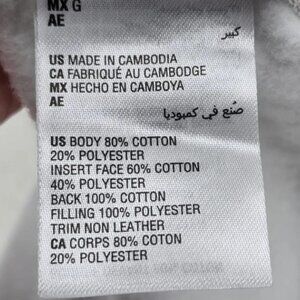 MX G
AE كبير
US MADE IN CAMBODIA
CA FABRIQUÉ AU CAMBODGE
MX HECHO EN CAMBOYA
AE
صُنع في كمبوديا
US BODY 80% COTTON
20% POLYESTER
INSERT FACE 60% COTTON
40% POLYESTER
BACK 100% COTTON
FILLING 100% POLYESTER
TRIM NON LEATHER
CA CORPS 80% COTON
20% POLYESTER